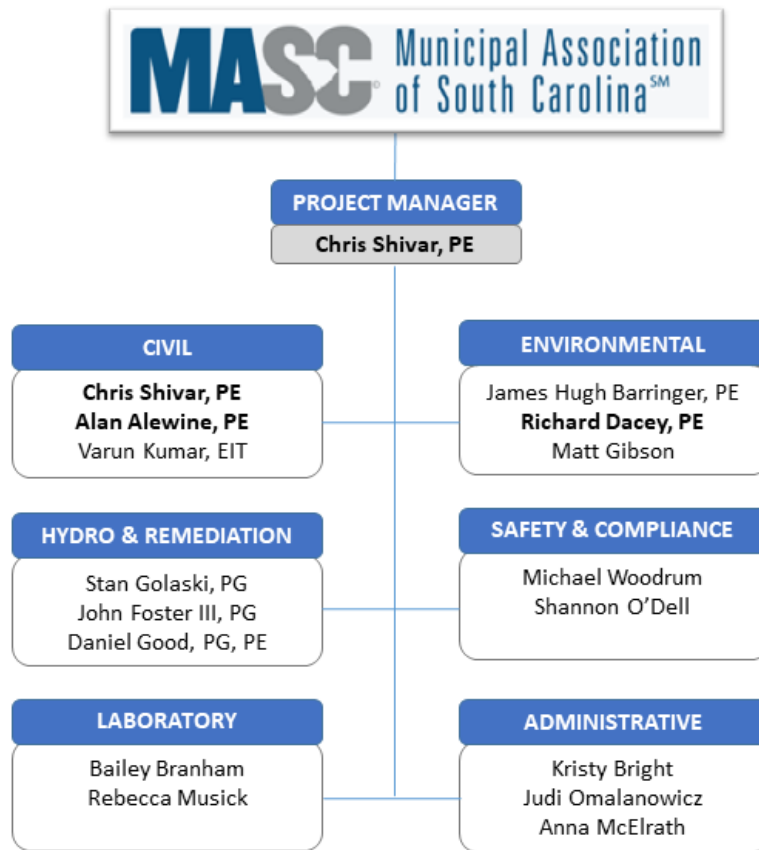 MASC Municipal Association
of South Carolina℠
PROJECT MANAGER
Chris Shivar, PE
CIVIL
Chris Shivar, PE
Alan Alewine, PE
Varun Kumar, EIT
ENVIRONMENTAL
James Hugh Barringer, PE
Richard Dacey, PE
Matt Gibson
HYDRO & REMEDIATION
Stan Golaski, PG
John Foster III, PG
Daniel Good, PG, PE
SAFETY & COMPLIANCE
Michael Woodrum
Shannon O’Dell
LABORATORY
Bailey Branham
Rebecca Musick
ADMINISTRATIVE
Kristy Bright
Judi Omalanowicz
Anna McElrath